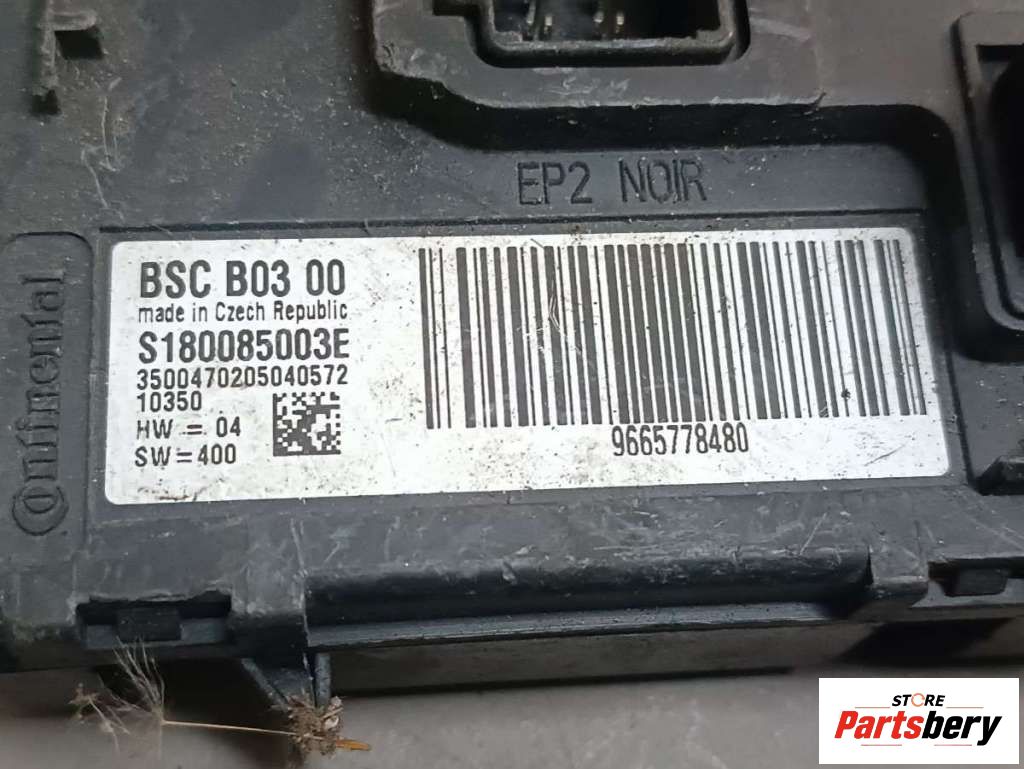 EP2 NOIR
Continental
BSC B03 00
made in Czech Republic
S180085003E
3500470205040572
10350
HW = 04
SW=400
9665778480
STORE
Partsbery